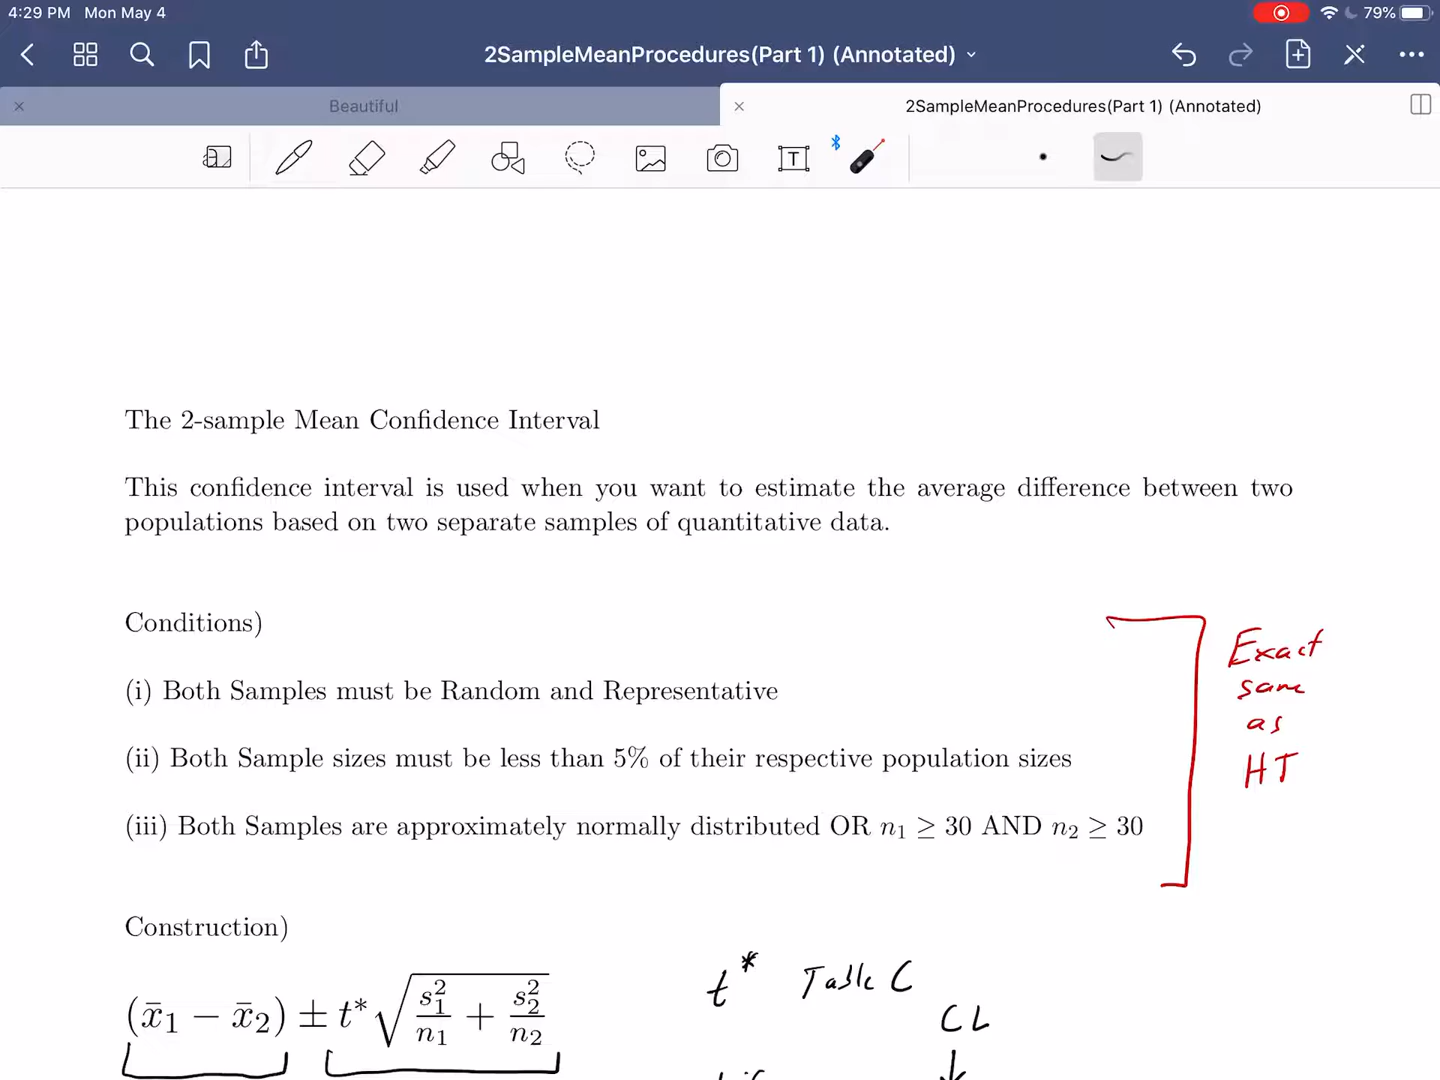 4:29 PM Mon May 4
79%
2SampleMeanProcedures(Part 1) (Annotated)
Beautiful
2SampleMeanProcedures(Part 1) (Annotated)
T
The 2-sample Mean Confidence Interval
This confidence interval is used when you want to estimate the average difference between two
populations based on two separate samples of quantitative data.
Conditions)
(i) Both Samples must be Random and Representative
(ii) Both Sample sizes must be less than 5% of their respective population sizes
(iii) Both Samples are approximately normally distributed OR n₁ ≥ 30 AND n₂ ≥ 30
Exact
same
as
HT
Construction)
(x̄₁ − x̄₂) ± t* √(s₁²/n₁ + s₂²/n₂)
t* Table C
CL